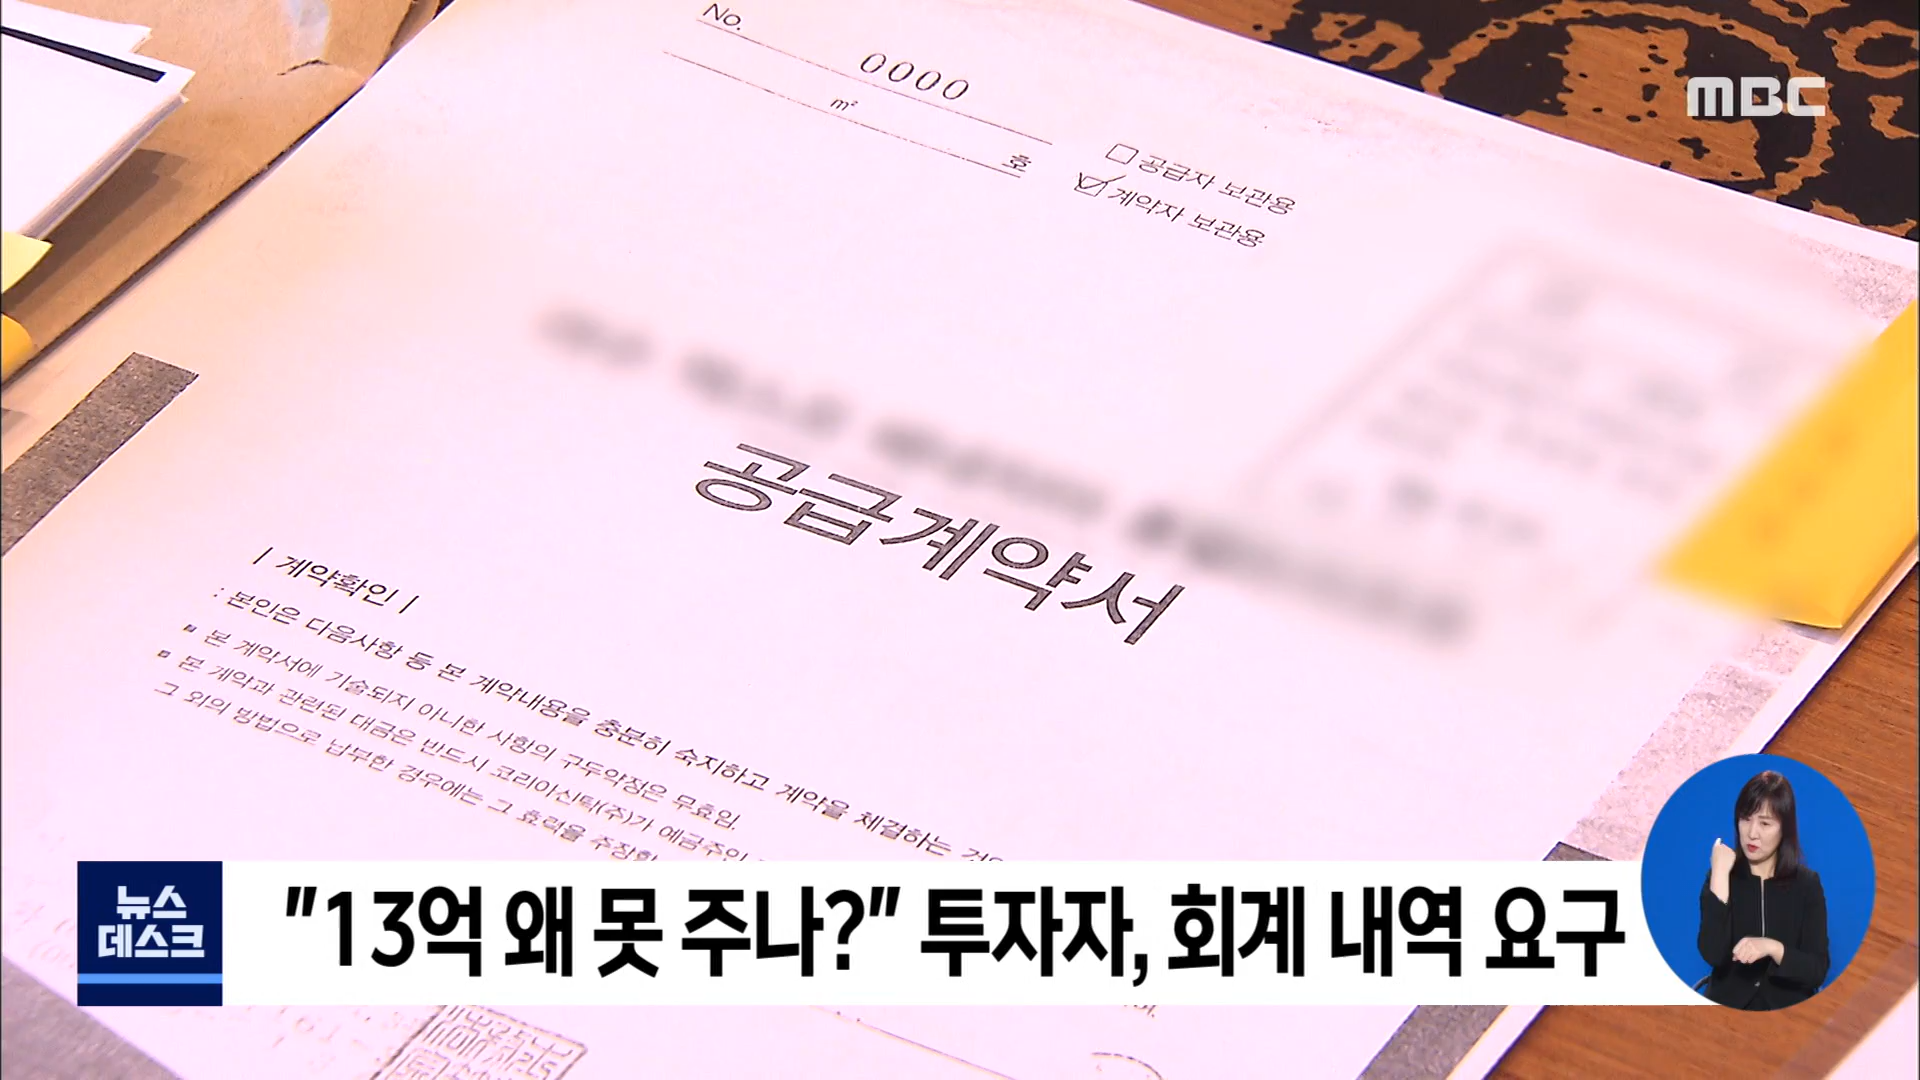 No.
0000
㎡
호
MBC
□ 공급자 보관용
☑ 계약자 보관용
공급계약서
| 계약확인 |
: 본인은 다음사항 등 본 계약내용을 충분히 숙지하고 계약을 체결하는
▪ 본 계약서에 기술되지 아니한 사항의 구두약정은 무효임.
▪ 본 계약과 관련된 대금은 반드시 코리아신탁(주)가 예금주인
그 외의 방법으로 납부한 경우에는 그 효력을 주장할
뉴스
데스크
"13억 왜 못 주나?" 투자자, 회계 내역 요구